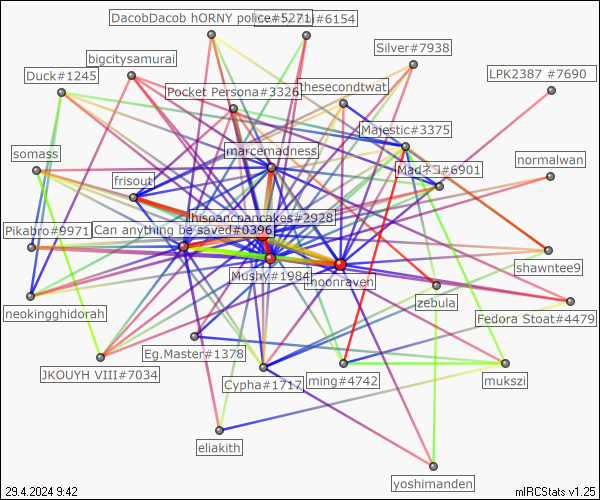 DacobDacob hORNY police#5271
#6154
Silver#7938
bigcitysamurai
Duck#1245
LPK2387 #7690
Pocket Persona#3326
thesecondtwat
Majestic#3375
marcemadness
somass
normalwan
Madネコ#6901
frisout
hispancnancakes#2928
Pikabro#9971
Can anything be saved#0396
Mushy#1984
moonraven
shawntee9
neokingghidorah
zebula
Fedora Stoat#4479
Eg.Master#1378
JKOUYH VIII#7034
Cypha#1717
ming#4742
mukszi
eliakith
yoshimanden
29.4.2024 9:42
mIRCStats v1.25